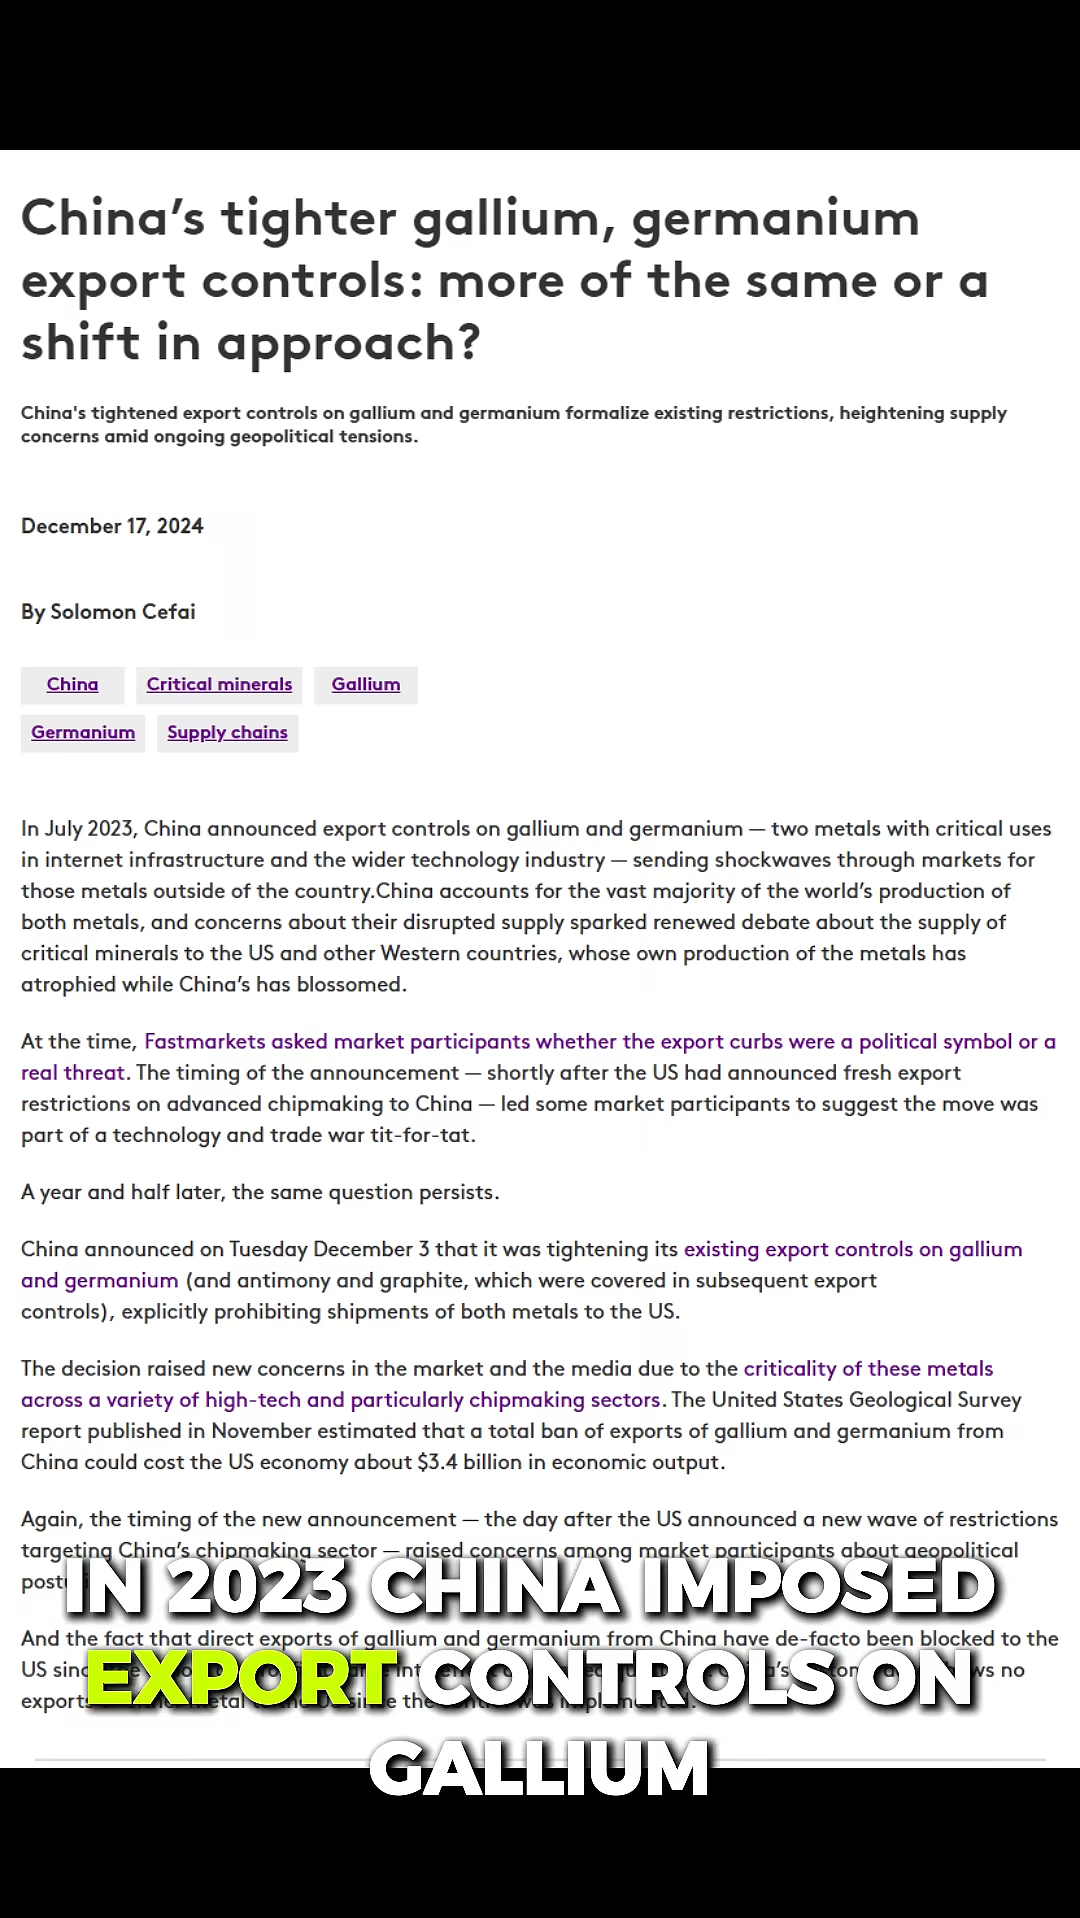 China's tighter gallium, germanium
export controls: more of the same or a
shift in approach?
China's tightened export controls on gallium and germanium formalize existing restrictions, heightening supply
concerns amid ongoing geopolitical tensions.
December 17, 2024
By Solomon Cefai
China Critical minerals Gallium
Germanium Supply chains
In July 2023, China announced export controls on gallium and germanium — two metals with critical uses
in internet infrastructure and the wider technology industry — sending shockwaves through markets for
those metals outside of the country.China accounts for the vast majority of the world's production of
both metals, and concerns about their disrupted supply sparked renewed debate about the supply of
critical minerals to the US and other Western countries, whose own production of the metals has
atrophied while China's has blossomed.
At the time, Fastmarkets asked market participants whether the export curbs were a political symbol or a
real threat. The timing of the announcement — shortly after the US had announced fresh export
restrictions on advanced chipmaking to China — led some market participants to suggest the move was
part of a technology and trade war tit-for-tat.
A year and half later, the same question persists.
China announced on Tuesday December 3 that it was tightening its existing export controls on gallium
and germanium (and antimony and graphite, which were covered in subsequent export
controls), explicitly prohibiting shipments of both metals to the US.
The decision raised new concerns in the market and the media due to the criticality of these metals
across a variety of high-tech and particularly chipmaking sectors. The United States Geological Survey
report published in November estimated that a total ban of exports of gallium and germanium from
China could cost the US economy about $3.4 billion in economic output.
Again, the timing of the new announcement — the day after the US announced a new wave of restrictions
targeting China's chipmaking sector — raised concerns among market participants about geopolitical
IN 2023 CHINA IMPOSED
And the fact that direct exports of gallium and germanium from China have de-facto been blocked to the
US
EXPORT CONTROLS ON
no
exports
GALLIUM